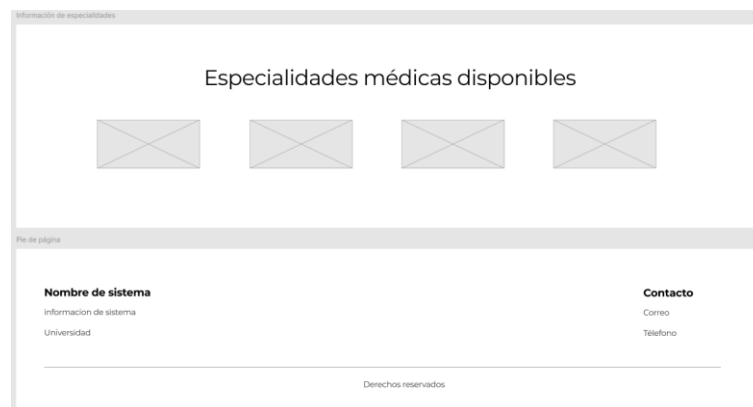 Información de especialidades
Especialidades médicas disponibles
Pie de página
Nombre de sistema
informacion de sistema
Universidad
Contacto
Correo
Télefono
Derechos reservados